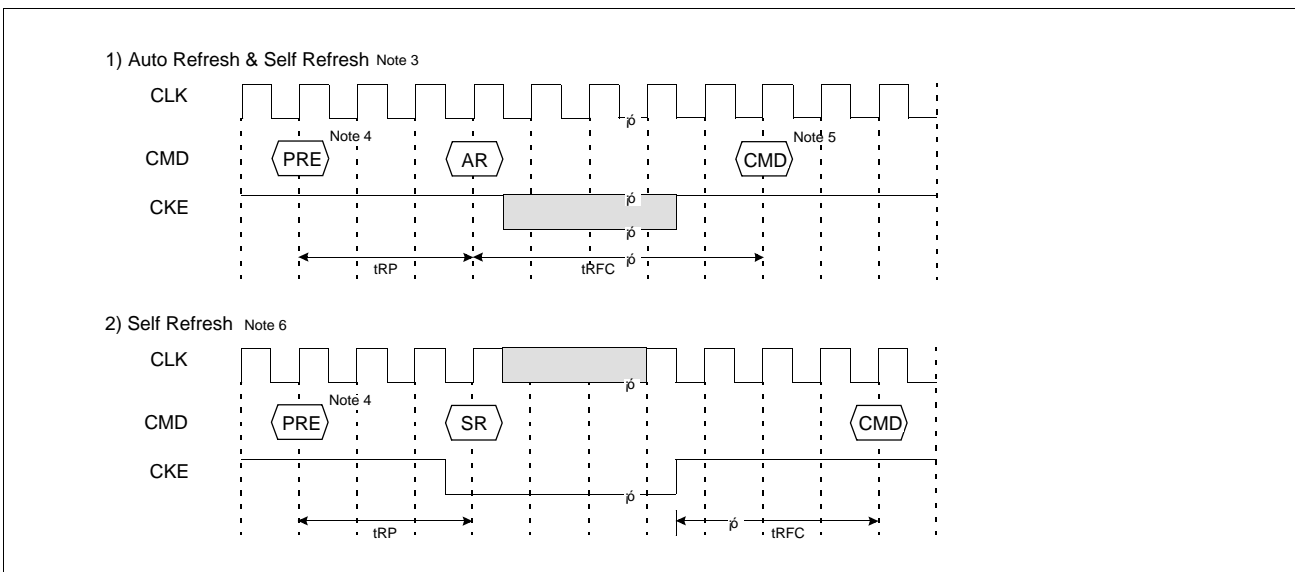 1) Auto Refresh & Self Refresh Note 3
CLK
¡ó
CMD
PRE
Note 4
AR
CMD
Note 5
CKE
¡ó
¡ó
tRP
tRFC
¡ó
2) Self Refresh Note 6
CLK
¡ó
CMD
PRE
Note 4
SR
CMD
CKE
¡ó
tRP
¡ó
tRFC